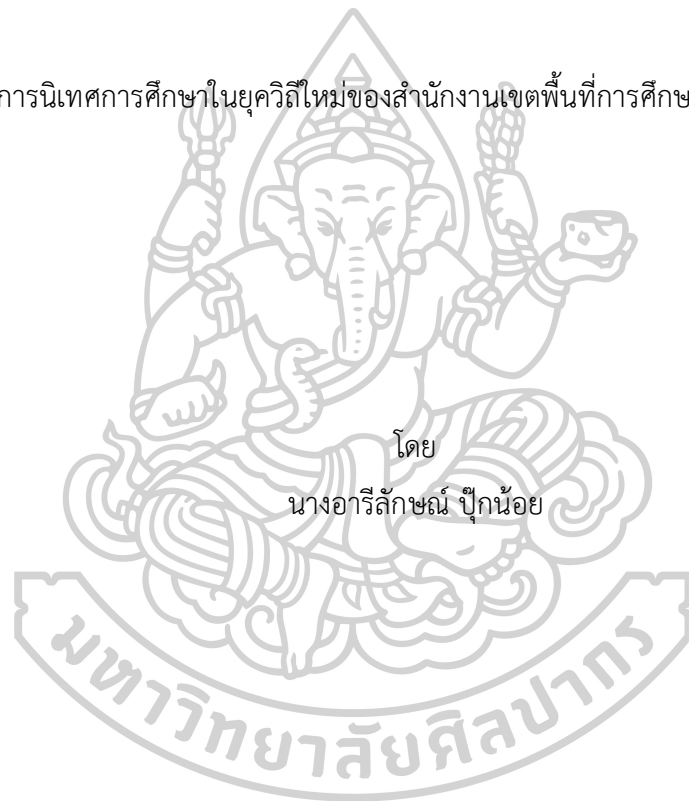 การนิเทศการศึกษาในยุควิถีใหม่ของสำนักงานเขตพื้นที่การศึกษ
โดย
นางอารีลักษณ์ ปุ๊กน้อย
มหาวิทยาลัยศิลปากร